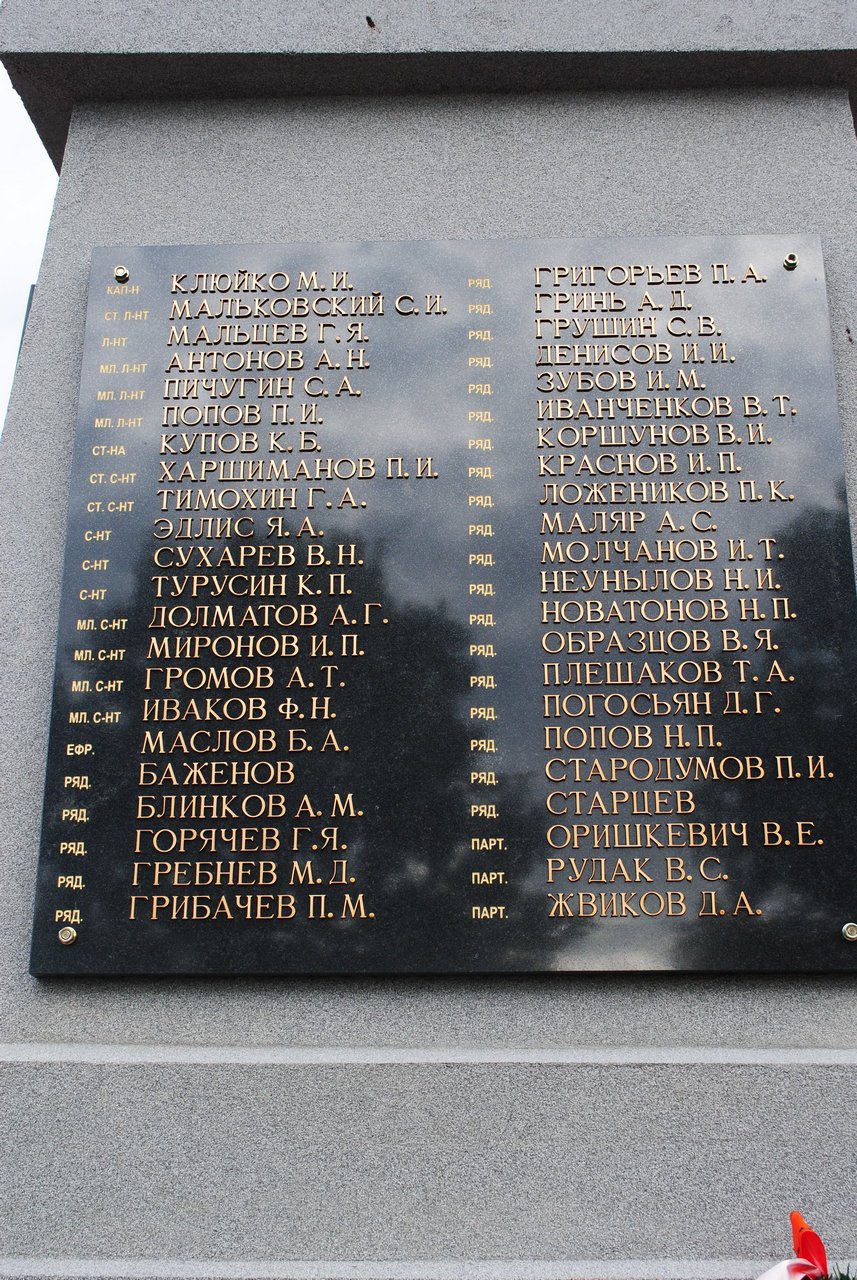 КАП-Н КЛЮЙКО М. И.
СТ. Л-НТ МАЛЬКОВСКИЙ С. И.
Л-НТ МАЛЬЦЕВ Г. Я.
МЛ. Л-НТ АНТОНОВ А. Н.
МЛ. Л-НТ ПИЧУГИН С. А.
МЛ. Л-НТ ПОПОВ П. И.
СТ-НА КУПОВ К. Б.
СТ. С-НТ ХАРШИМАНОВ П. И.
СТ. С-НТ ТИМОХИН Г. А.
С-НТ ЭДЛИС Я. А.
С-НТ СУХАРЕВ В. Н.
С-НТ ТУРУСИН К. П.
МЛ. С-НТ ДОЛМАТОВ А. Г.
МЛ. С-НТ МИРОНОВ И. П.
МЛ. С-НТ ГРОМОВ А. Т.
МЛ. С-НТ ИВАКОВ Ф. Н.
ЕФР. МАСЛОВ Б. А.
РЯД. БАЖЕНОВ
РЯД. БЛИНКОВ А. М.
РЯД. ГОРЯЧЕВ Г. Я.
РЯД. ГРЕБНЕВ М. Д.
РЯД. ГРИБАЧЕВ П. М.
РЯД. ГРИГОРЬЕВ П. А.
РЯД. ГРИНЬ А. Д.
РЯД. ГРУШИН С. В.
РЯД. ДЕНИСОВ И. И.
РЯД. ЗУБОВ И. М.
РЯД. ИВАНЧЕНКОВ В. Т.
РЯД. КОРШУНОВ В. И.
РЯД. КРАСНОВ И. П.
РЯД. ЛОЖЕНИКОВ П. К.
РЯД. МАЛЯР А. С.
РЯД. МОЛЧАНОВ И. Т.
РЯД. НЕУНЫЛОВ Н. И.
РЯД. НОВАТОНОВ Н. П.
РЯД. ОБРАЗЦОВ В. Я.
РЯД. ПЛЕШАКОВ Т. А.
РЯД. ПОГОСЬЯН Д. Г.
РЯД. ПОПОВ Н. П.
РЯД. СТАРОДУМОВ П. И.
РЯД. СТАРЦЕВ
ПАРТ. ОРИШКЕВИЧ В. Е.
ПАРТ. РУДАК В. С.
ПАРТ. ЖВИКОВ Д. А.